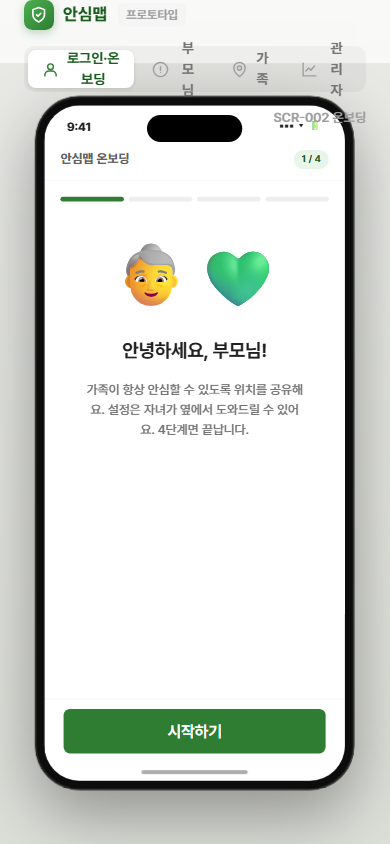 안심맵 프로토타입
로그인·온
보딩
부
모
님
가
족
관
리
자
SCR-002 온보딩
9:41
안심맵 온보딩 1 / 4
안녕하세요, 부모님!
가족이 항상 안심할 수 있도록 위치를 공유해
요. 설정은 자녀가 옆에서 도와드릴 수 있어
요. 4단계면 끝납니다.
시작하기